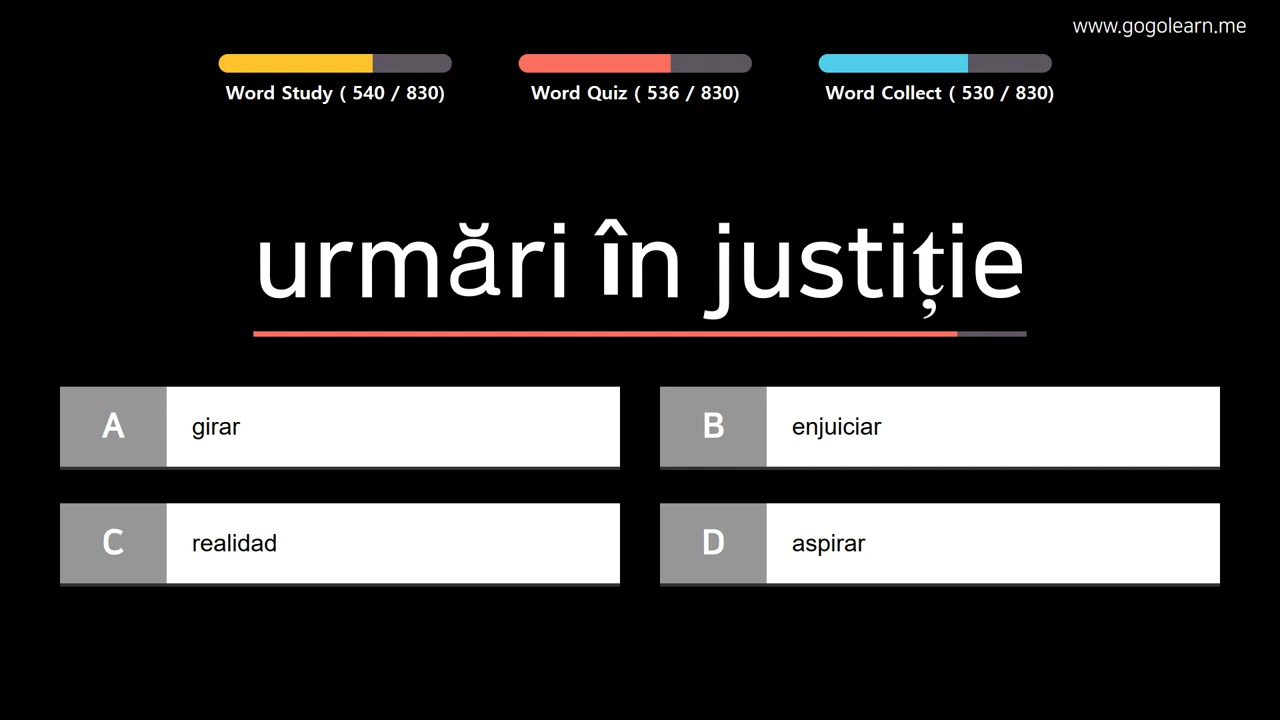 www.gogolearn.me
Word Study ( 540 / 830)
Word Quiz ( 536 / 830)
Word Collect ( 530 / 830)
urmări în justiție
A girar
B enjuiciar
C realidad
D aspirar